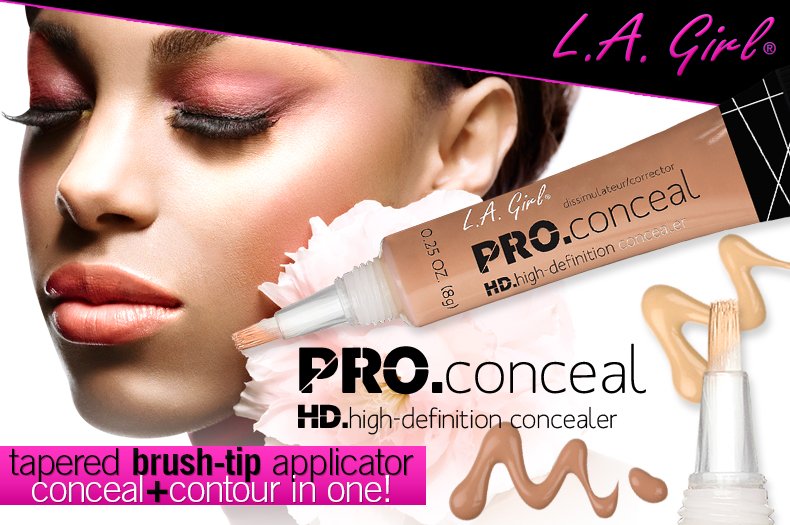 L.A. Girl®
L.A. Girl®
dissimulateur/corrector
PRO.conceal
HD.high-definition concealer
0.25 OZ. (8g)
PRO.conceal
HD.high-definition concealer
tapered brush-tip applicator
conceal+contour in one!